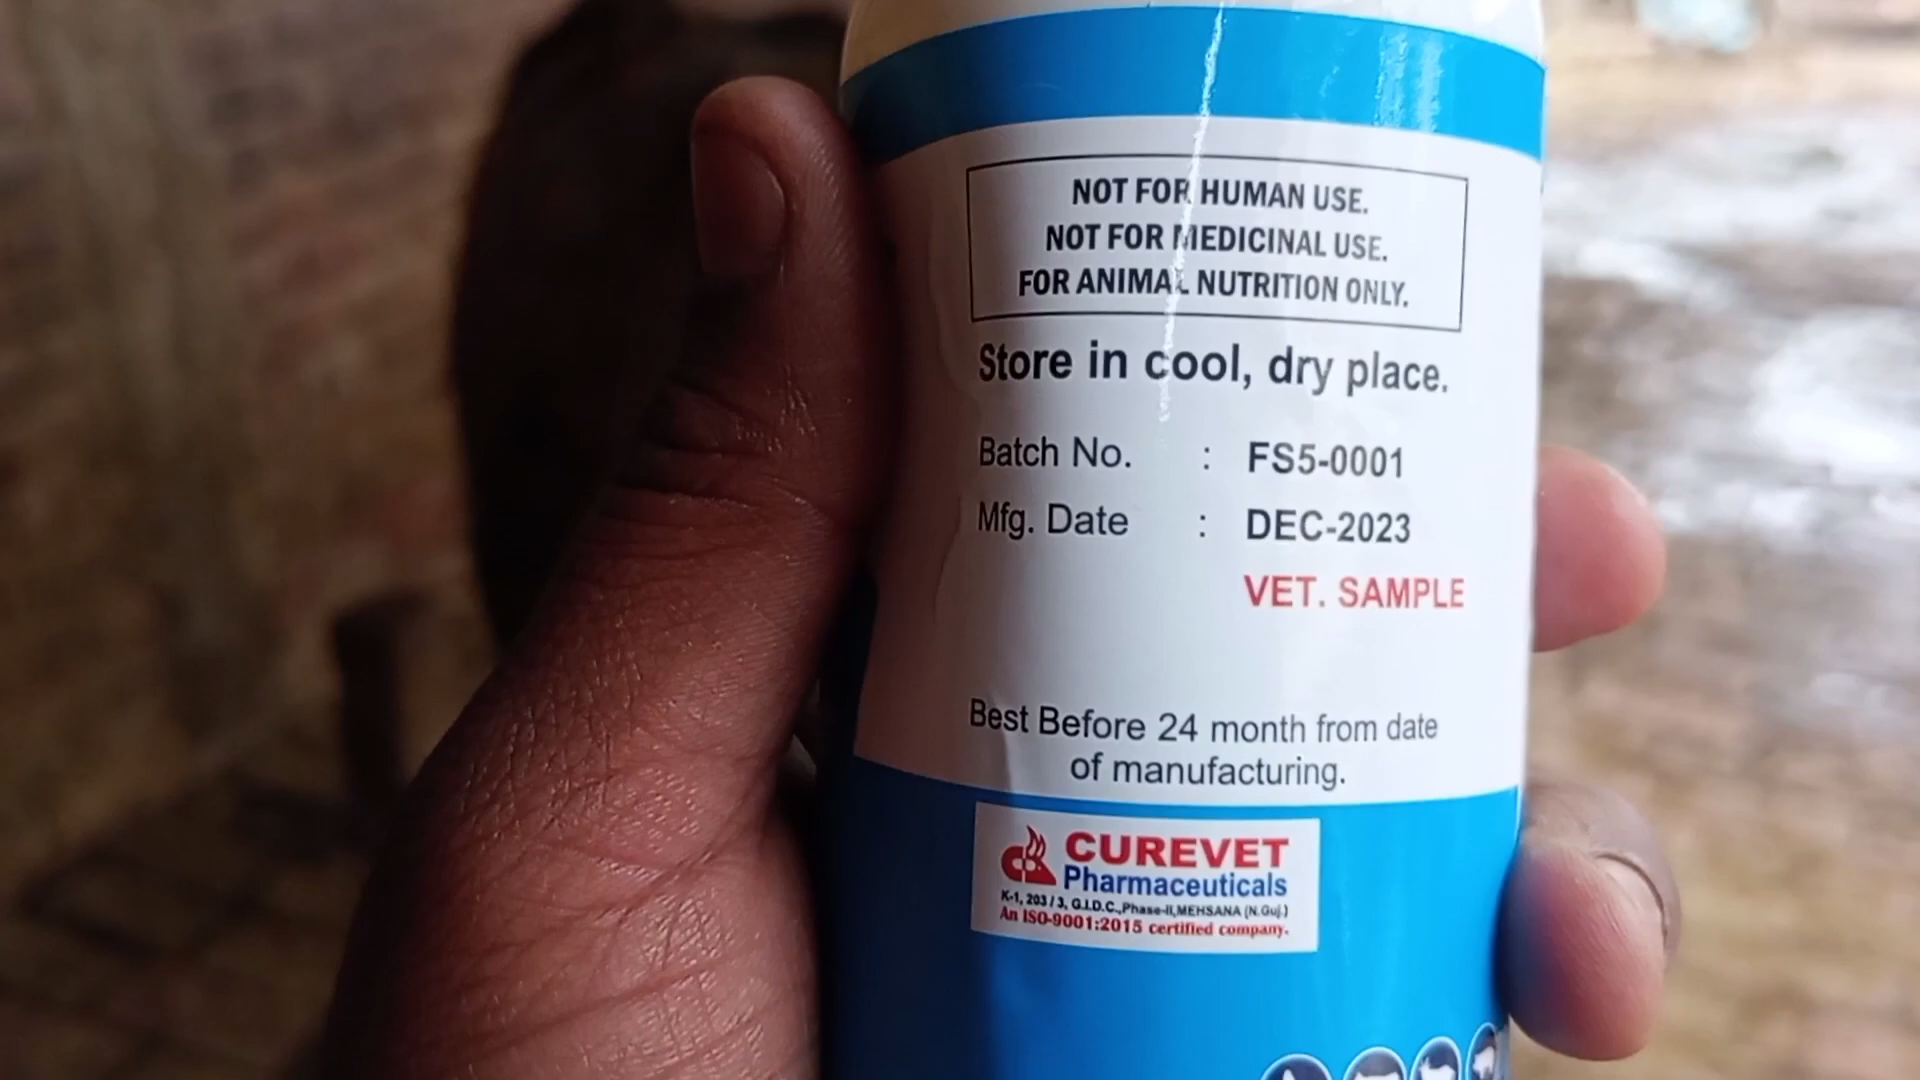 NOT FOR HUMAN USE.
NOT FOR MEDICINAL USE.
FOR ANIMAL NUTRITION ONLY.
Store in cool, dry place.
Batch No. : FS5-0001
Mfg. Date : DEC-2023
VET. SAMPLE
Best Before 24 month from date
of manufacturing.
CUREVET
Pharmaceuticals
K-1, 203 / 3, G.I.D.C.,Phase-II,MEHSANA (N.Guj.)
An ISO-9001:2015 certified company.